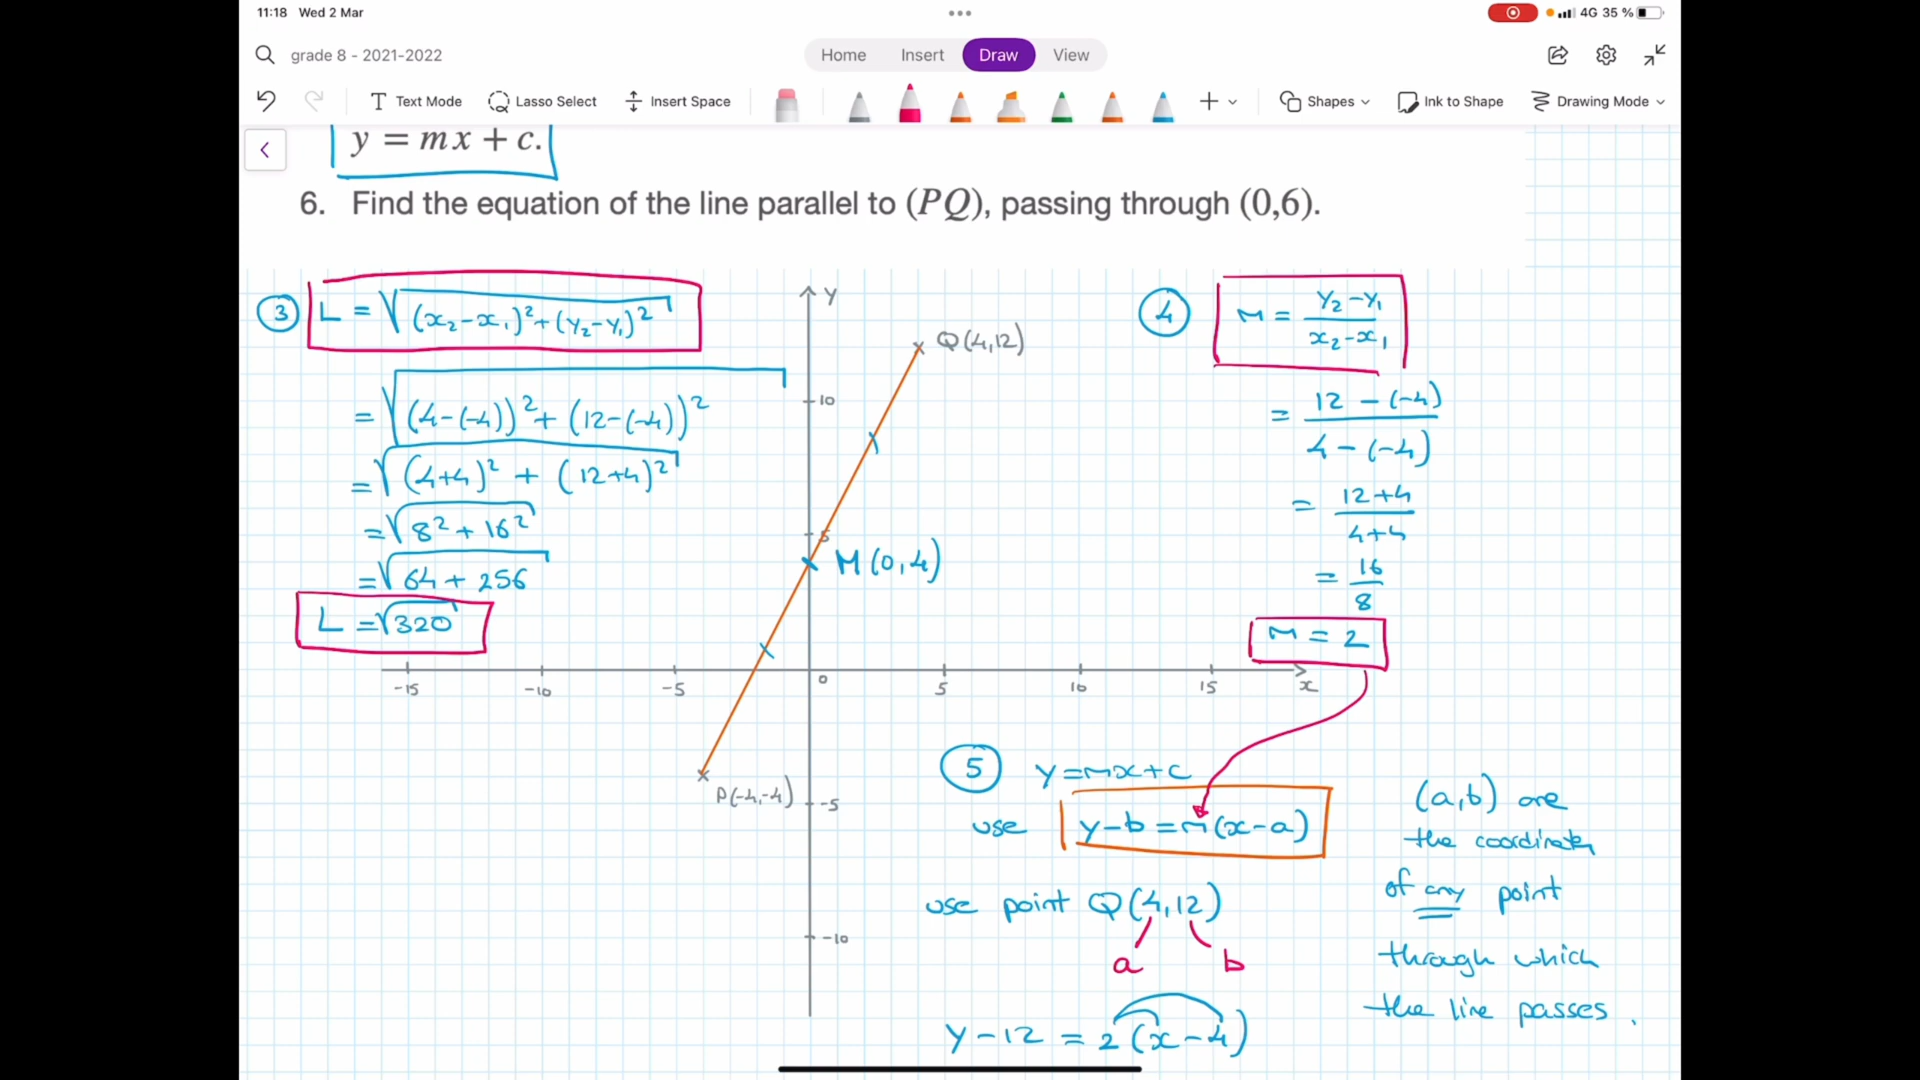 11:18 Wed 2 Mar
4G 35 %
grade 8 - 2021-2022
Home Insert Draw View
Text Mode Lasso Select Insert Space Shapes Ink to Shape Drawing Mode
y = mx + c.
6. Find the equation of the line parallel to (PQ), passing through (0,6).
③ L = √((x₂-x₁)²+(y₂-y₁)²)
= √((4-(-4))²+(12-(-4))²)
= √((4+4)² + (12+4)²)
= √(8²+16²)
= √(64+256)
L = √320
y
Q(4,12)
10
5
M(0,4)
-15 -10 -5 0 5 10 15 x
P(-4,-4)
-5
-10
④ M = (y₂-y₁)/(x₂-x₁)
= (12-(-4))/(4-(-4))
= (12+4)/(4+4)
= 16/8
M = 2
⑤ y=mx+c
use y-b=m(x-a)
use point Q(4,12)
a b
y-12 = 2(x-4)
(a,b) are
the coordinates
of any point
through which
the line passes.